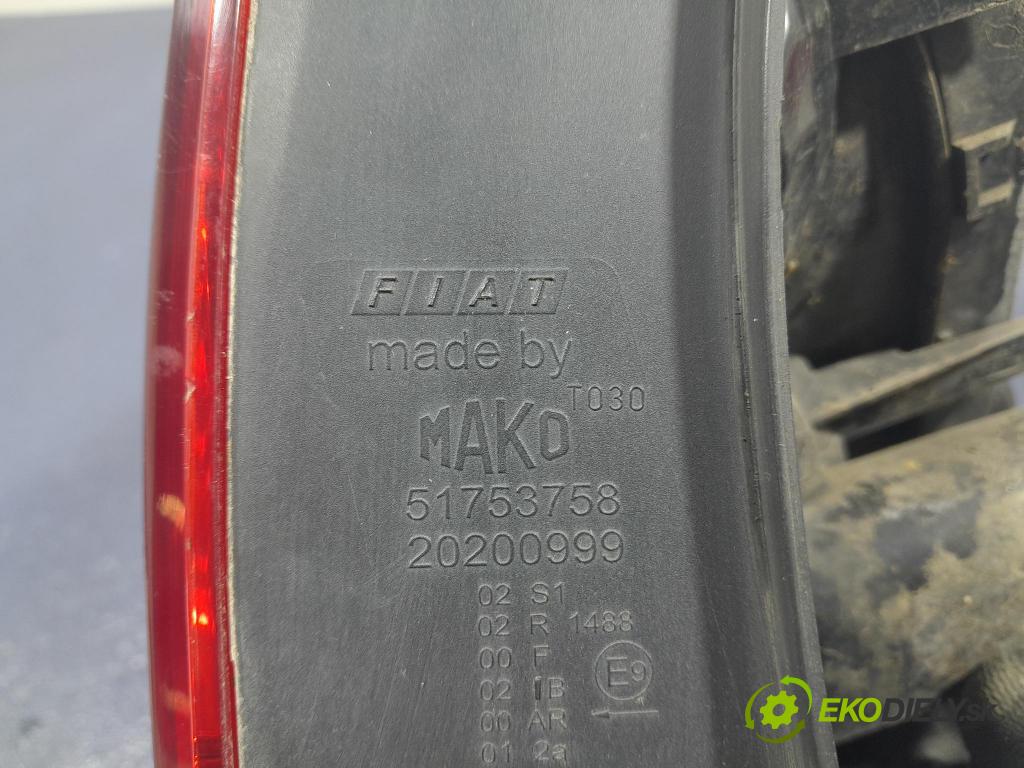 FIAT
made by
MAKO T030
51753758
20200999
02 S1
02 R 1488
00 F
02 1B E9
00 AR
01 2a
EKODIELY.sk